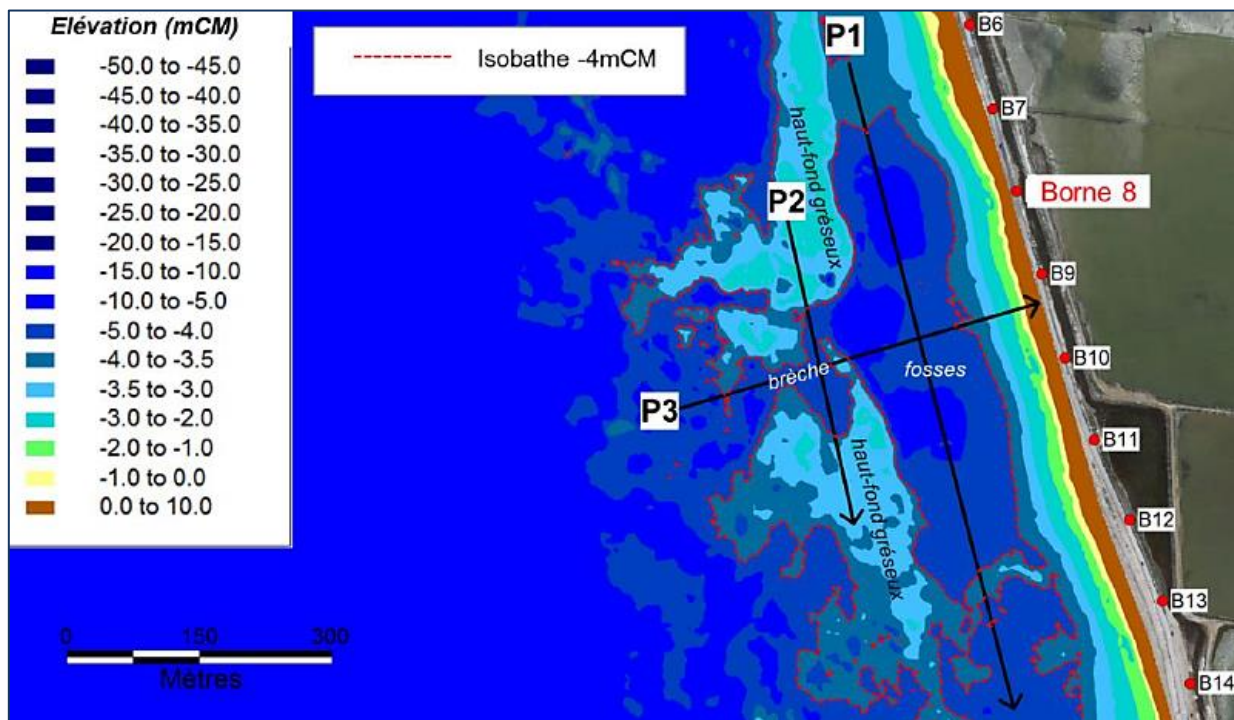 Elévation (mCM)
-50.0 to -45.0
-45.0 to -40.0
-40.0 to -35.0
-35.0 to -30.0
-30.0 to -25.0
-25.0 to -20.0
-20.0 to -15.0
-15.0 to -10.0
-10.0 to -5.0
-5.0 to -4.0
-4.0 to -3.5
-3.5 to -3.0
-3.0 to -2.0
-2.0 to -1.0
-1.0 to 0.0
0.0 to 10.0
Isobathe -4mCM
P1
B6
B7
haut-fond gréseux
Borne 8
P2
B9
B10
brèche
fosses
P3
B11
haut-fond gréseux
B12
B13
B14
0 150 300
Mètres